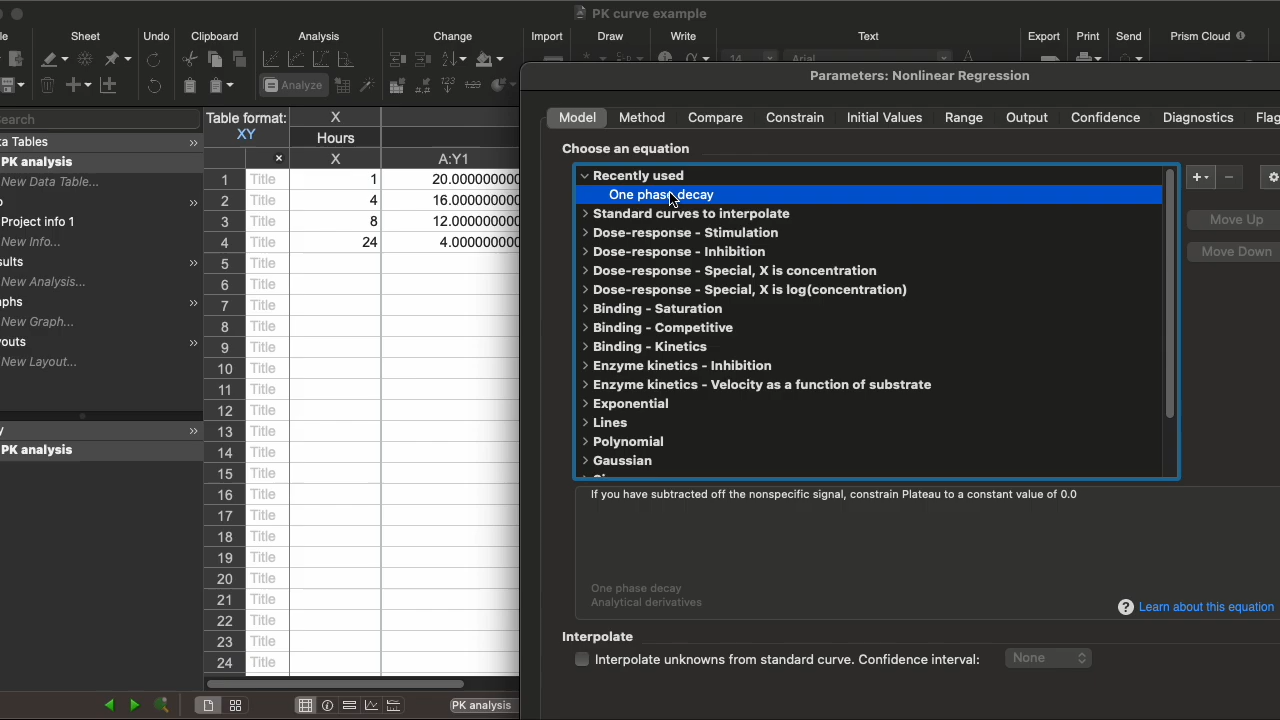 PK curve example
Sheet
Undo
Clipboard
Analysis
Change
Import
Draw
Write
Text
Export
Print
Send
Prism Cloud
Analyze
14
Arial
Parameters: Nonlinear Regression
earch
Table format:
XY
X
Hours
X
A:Y1
a Tables
PK analysis
New Data Table...
Project info 1
New Info...
sults
New Analysis...
phs
New Graph...
outs
New Layout...
y
PK analysis
1 Title 1 20.000000000
2 Title 4 16.000000000
3 Title 8 12.000000000
4 Title 24 4.000000000
5 Title
6 Title
7 Title
8 Title
9 Title
10 Title
11 Title
12 Title
13 Title
14 Title
15 Title
16 Title
17 Title
18 Title
19 Title
20 Title
21 Title
22 Title
23 Title
24 Title
PK analysis
Model Method Compare Constrain Initial Values Range Output Confidence Diagnostics Flag
Choose an equation
Recently used
One phase decay
Standard curves to interpolate
Dose-response - Stimulation
Dose-response - Inhibition
Dose-response - Special, X is concentration
Dose-response - Special, X is log(concentration)
Binding - Saturation
Binding - Competitive
Binding - Kinetics
Enzyme kinetics - Inhibition
Enzyme kinetics - Velocity as a function of substrate
Exponential
Lines
Polynomial
Gaussian
Move Up
Move Down
If you have subtracted off the nonspecific signal, constrain Plateau to a constant value of 0.0
One phase decay
Analytical derivatives
Learn about this equation
Interpolate
Interpolate unknowns from standard curve. Confidence interval: None